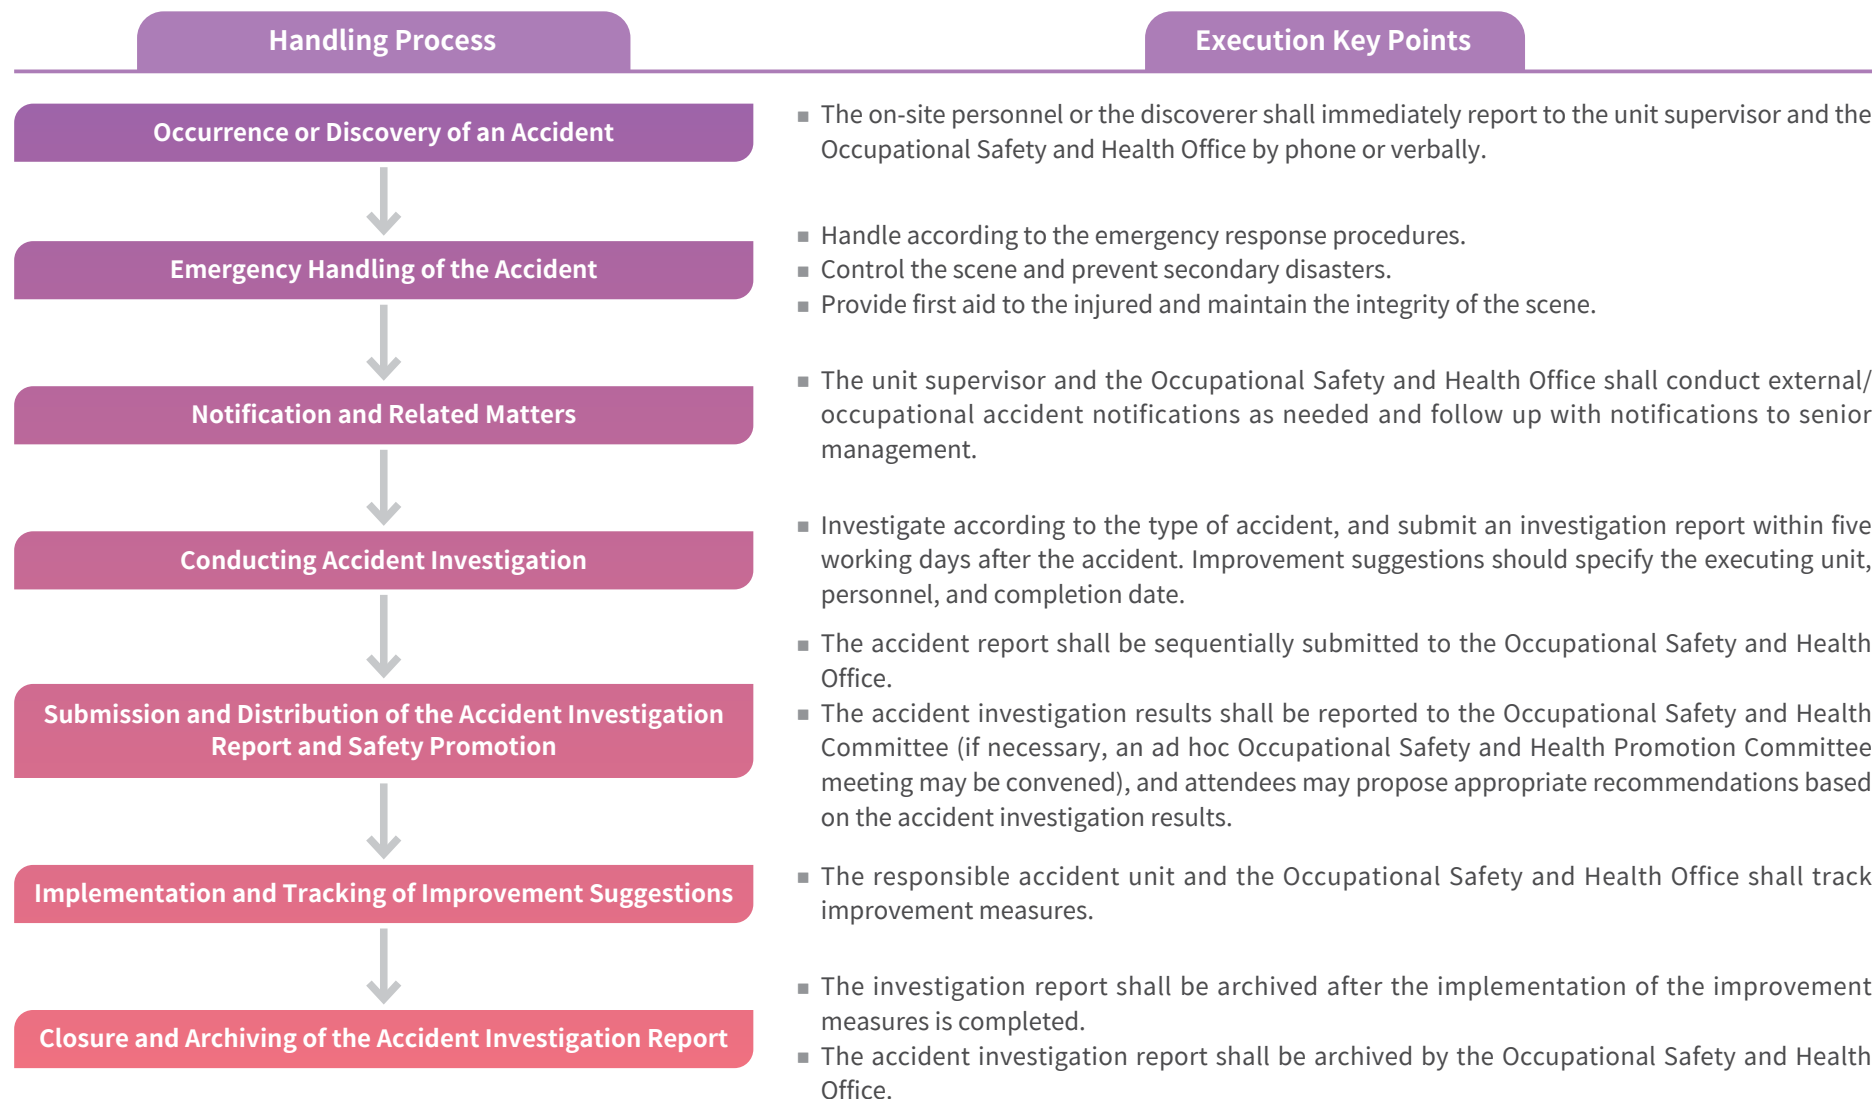 Handling Process
Execution Key Points
Occurrence or Discovery of an Accident
■ The on-site personnel or the discoverer shall immediately report to the unit supervisor and the
Occupational Safety and Health Office by phone or verbally.
Emergency Handling of the Accident
■ Handle according to the emergency response procedures.
■ Control the scene and prevent secondary disasters.
■ Provide first aid to the injured and maintain the integrity of the scene.
Notification and Related Matters
■ The unit supervisor and the Occupational Safety and Health Office shall conduct external/
occupational accident notifications as needed and follow up with notifications to senior
management.
Conducting Accident Investigation
■ Investigate according to the type of accident, and submit an investigation report within five
working days after the accident. Improvement suggestions should specify the executing unit,
personnel, and completion date.
Submission and Distribution of the Accident Investigation
Report and Safety Promotion
■ The accident report shall be sequentially submitted to the Occupational Safety and Health
Office.
■ The accident investigation results shall be reported to the Occupational Safety and Health
Committee (if necessary, an ad hoc Occupational Safety and Health Promotion Committee
meeting may be convened), and attendees may propose appropriate recommendations based
on the accident investigation results.
Implementation and Tracking of Improvement Suggestions
■ The responsible accident unit and the Occupational Safety and Health Office shall track
improvement measures.
Closure and Archiving of the Accident Investigation Report
■ The investigation report shall be archived after the implementation of the improvement
measures is completed.
■ The accident investigation report shall be archived by the Occupational Safety and Health
Office.